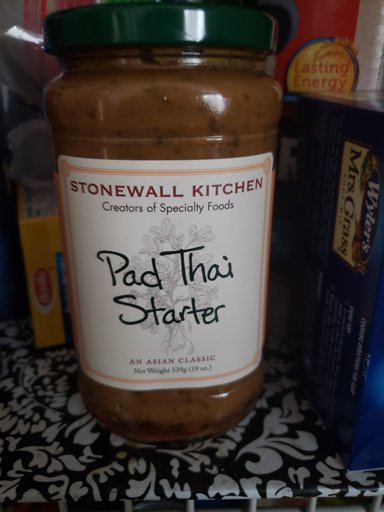 Lasting
Energy
STONEWALL KITCHEN
Creators of Specialty Foods
Pad Thai
Starter
AN ASIAN CLASSIC
Net Weight 539g (19 oz.)
Wyler's
Mrs. Grass